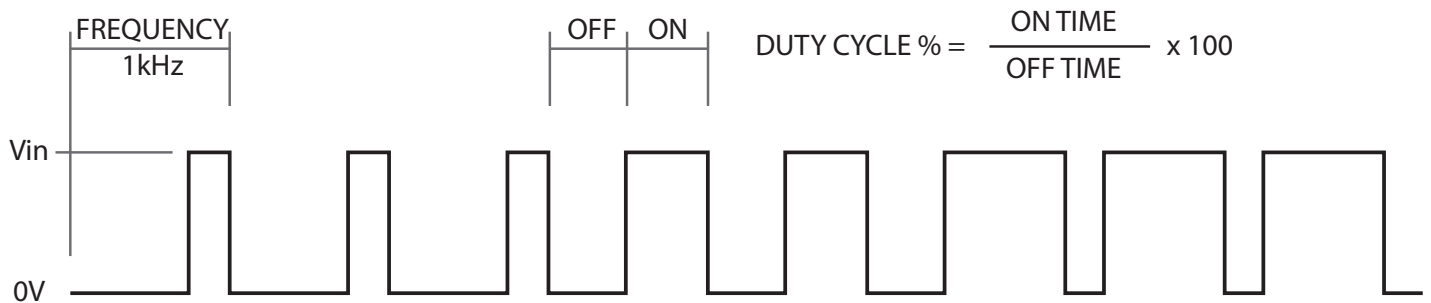 FREQUENCY
1kHz
OFF ON
DUTY CYCLE % = ON TIME
OFF TIME x 100
Vin
0V